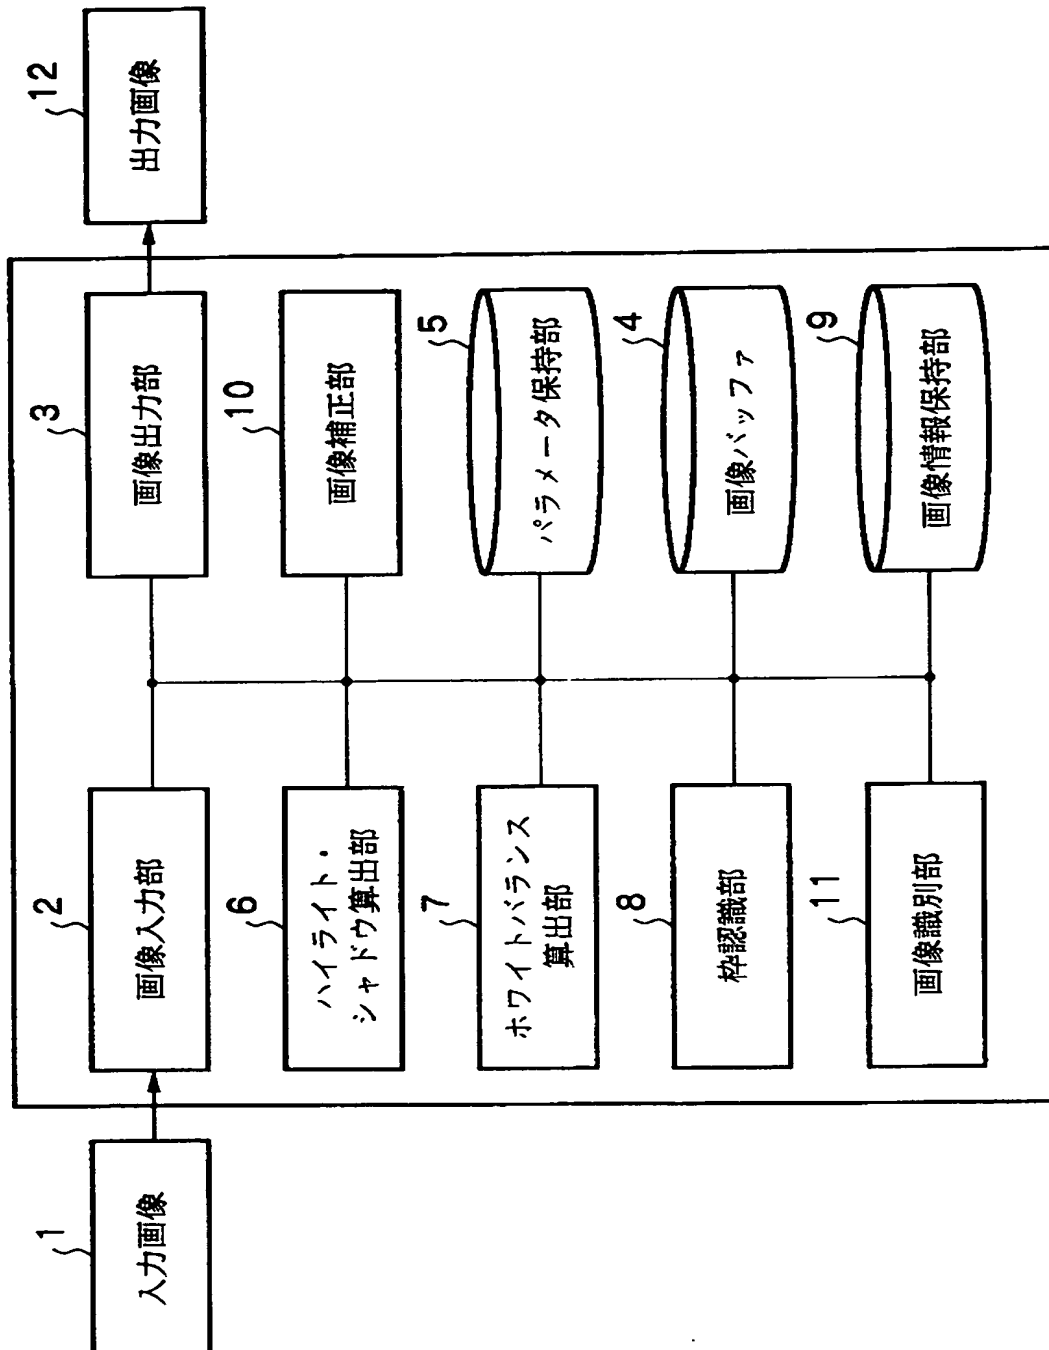 1
入力画像
2
画像入力部
3
画像出力部
12
出力画像
6
ハイライト・
シャドウ算出部
10
画像補正部
7
ホワイトバランス
算出部
5
パラメータ保持部
8
枠認識部
4
画像バッファ
11
画像識別部
9
画像情報保持部